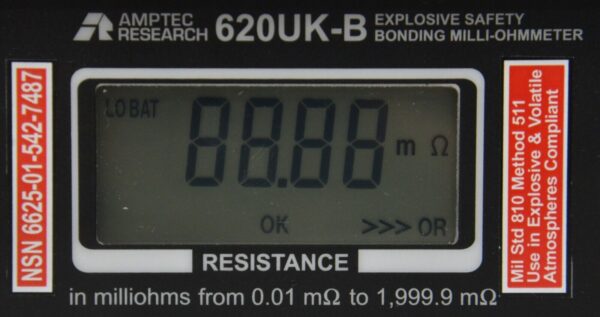 AMPTEC
RESEARCH
620UK-B
EXPLOSIVE SAFETY
BONDING MILLI-OHMMETER
NSN 6625-01-542-7487
LO BAT
88.88 m Ω
OK >>> OR
RESISTANCE
in milliohms from 0.01 mΩ to 1,999.9 mΩ
Mil Std 810 Method 511
Use in Explosive & Volatile
Atmospheres Compliant